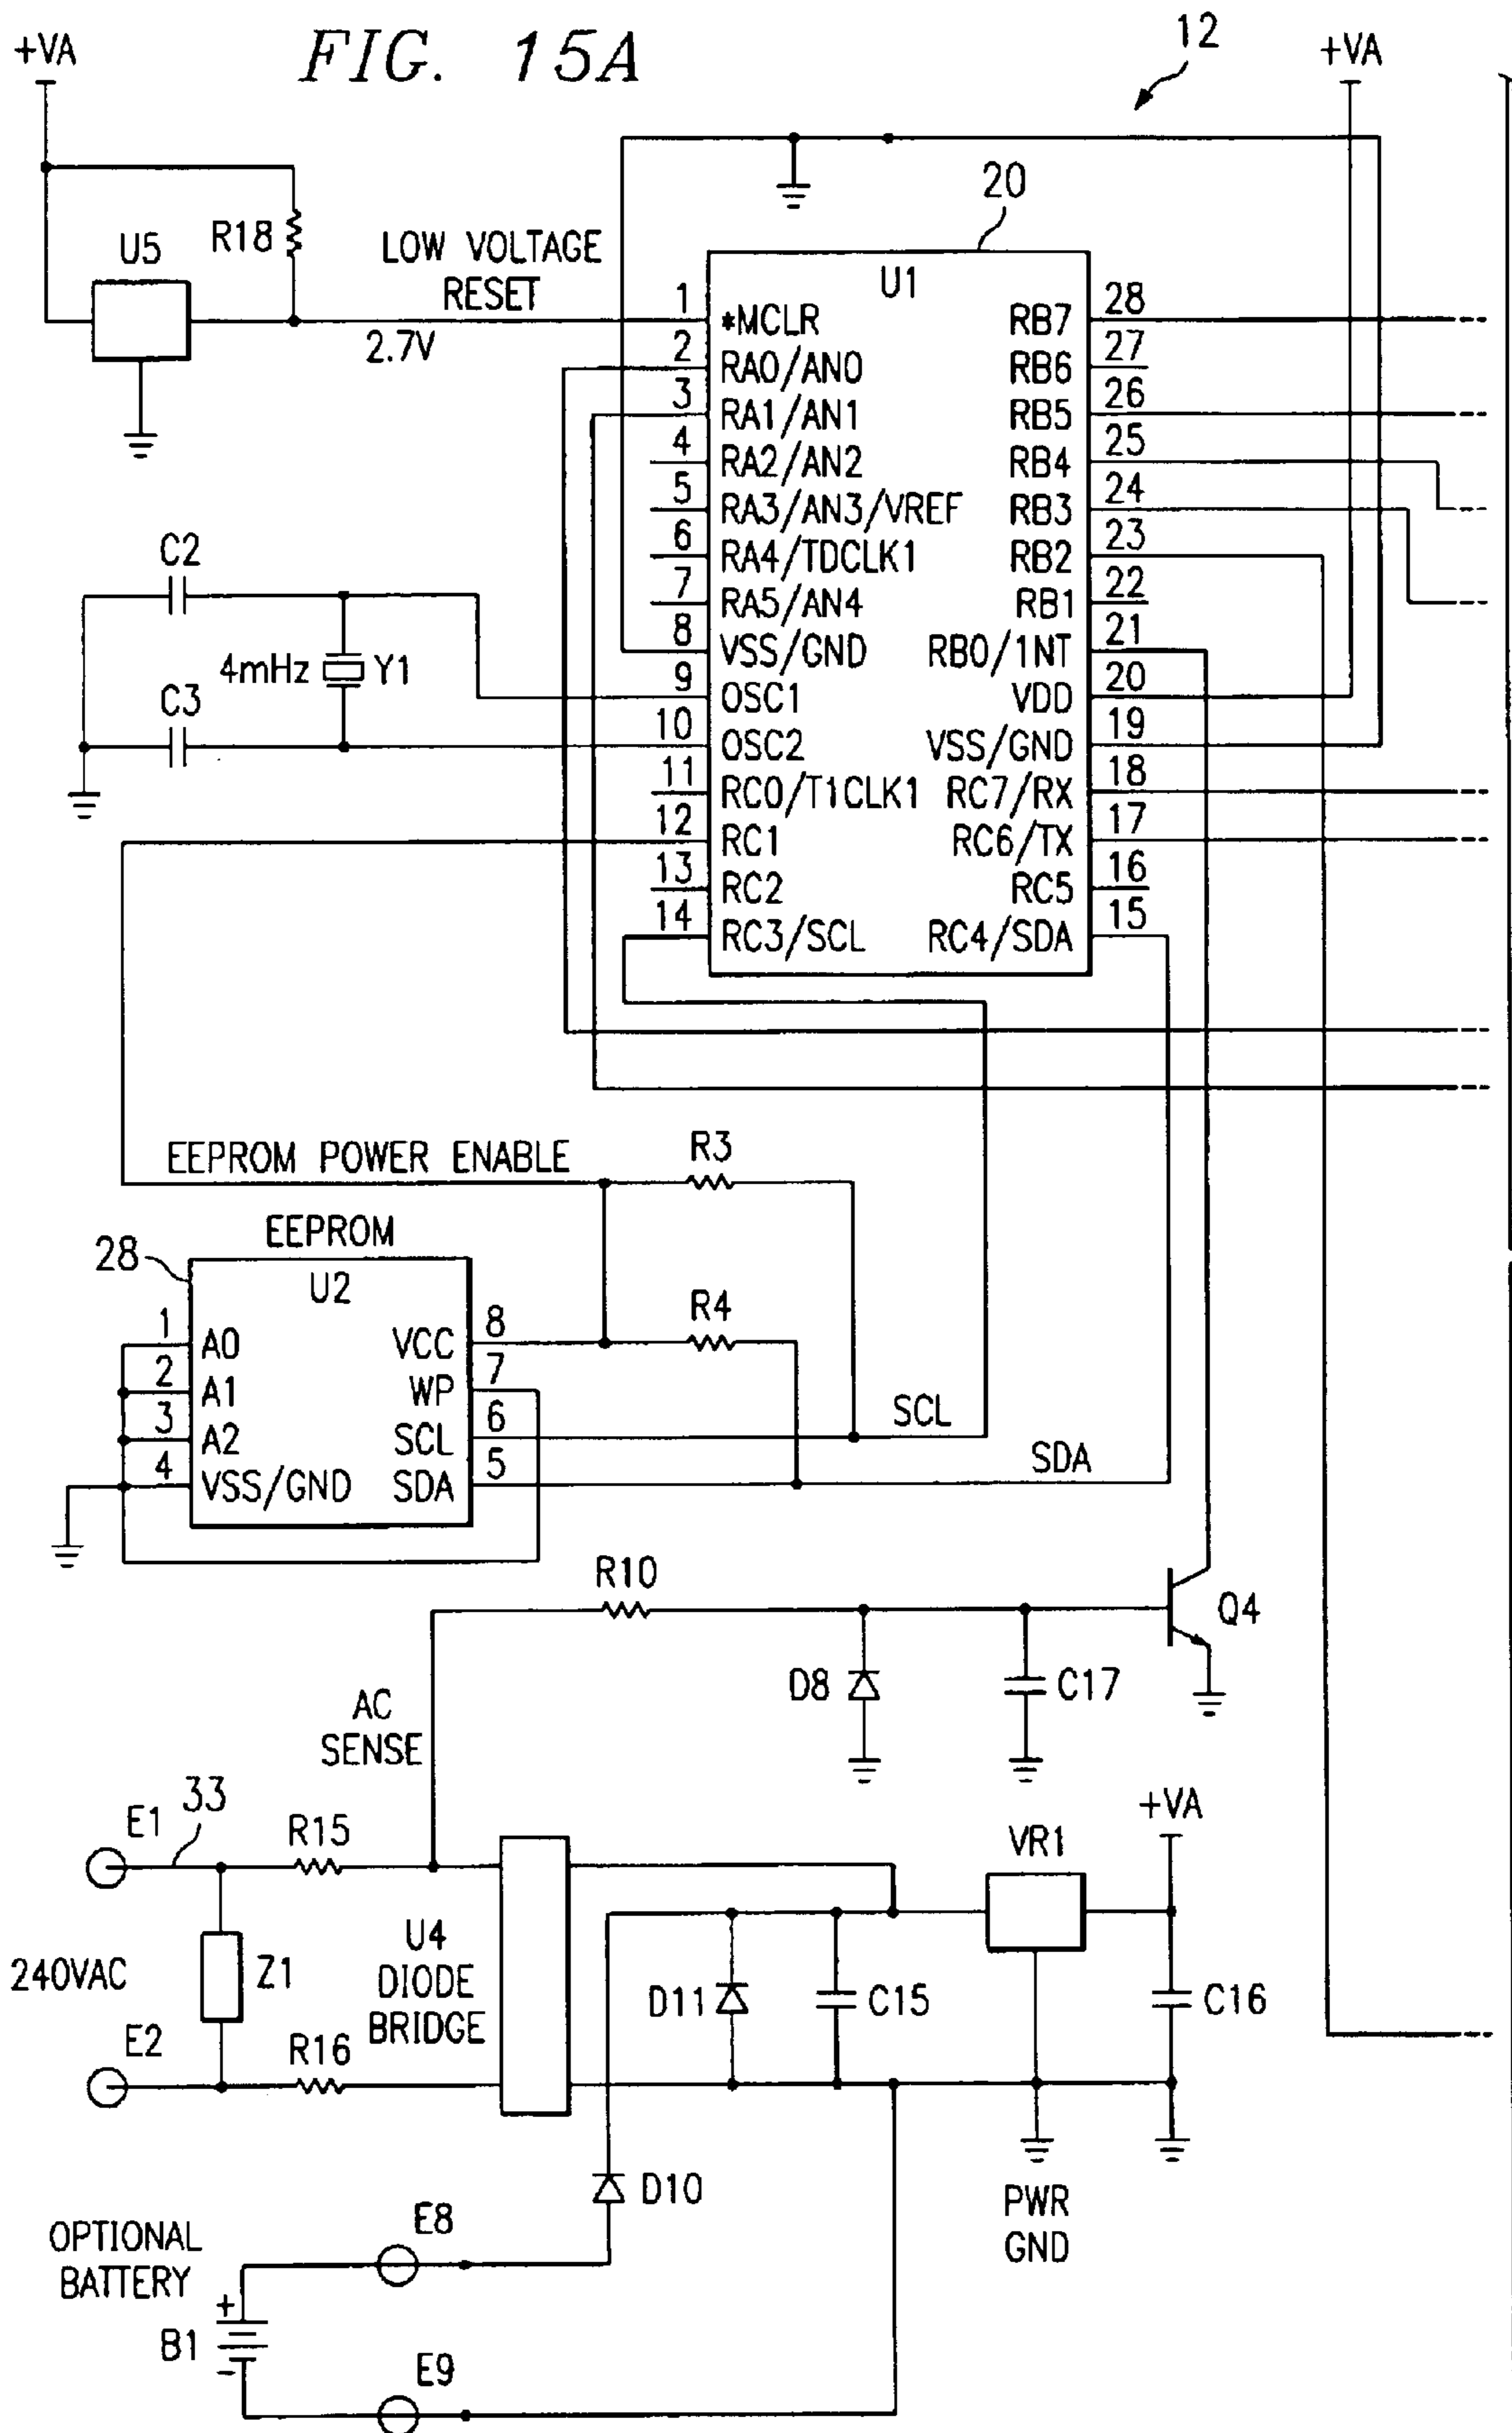 FIG. 15A
+VA
12
+VA
20
U5
R18
LOW VOLTAGE
RESET
2.7V
U1
1 *MCLR RB7 28
2 RA0/AN0 RB6 27
3 RA1/AN1 RB5 26
4 RA2/AN2 RB4 25
5 RA3/AN3/VREF RB3 24
6 RA4/TDCLK1 RB2 23
7 RA5/AN4 RB1 22
8 VSS/GND RB0/1NT 21
9 OSC1 VDD 20
10 OSC2 VSS/GND 19
11 RC0/T1CLK1 RC7/RX 18
12 RC1 RC6/TX 17
13 RC2 RC5 16
14 RC3/SCL RC4/SDA 15
C2
4mHz Y1
C3
EEPROM POWER ENABLE
R3
EEPROM
28
U2
R4
1 A0 VCC 8
2 A1 WP 7
3 A2 SCL 6
4 VSS/GND SDA 5
SCL
SDA
R10
Q4
D8
C17
AC
SENSE
E1
33
R15
+VA
VR1
240VAC
Z1
U4
DIODE
BRIDGE
D11
C15
C16
E2
R16
D10
PWR
GND
OPTIONAL
BATTERY
E8
+
B1
-
E9